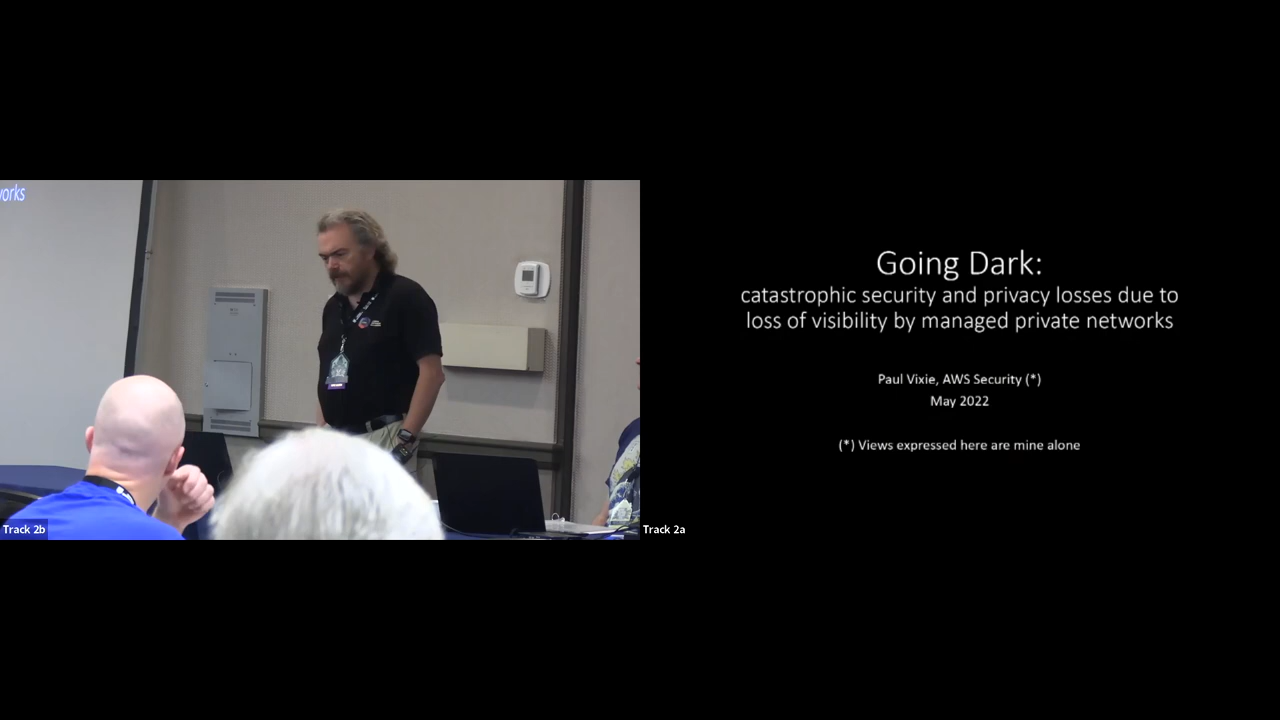 works
Track 2b
Going Dark:
catastrophic security and privacy losses due to
loss of visibility by managed private networks
Paul Vixie, AWS Security (*)
May 2022
(*) Views expressed here are mine alone
Track 2a